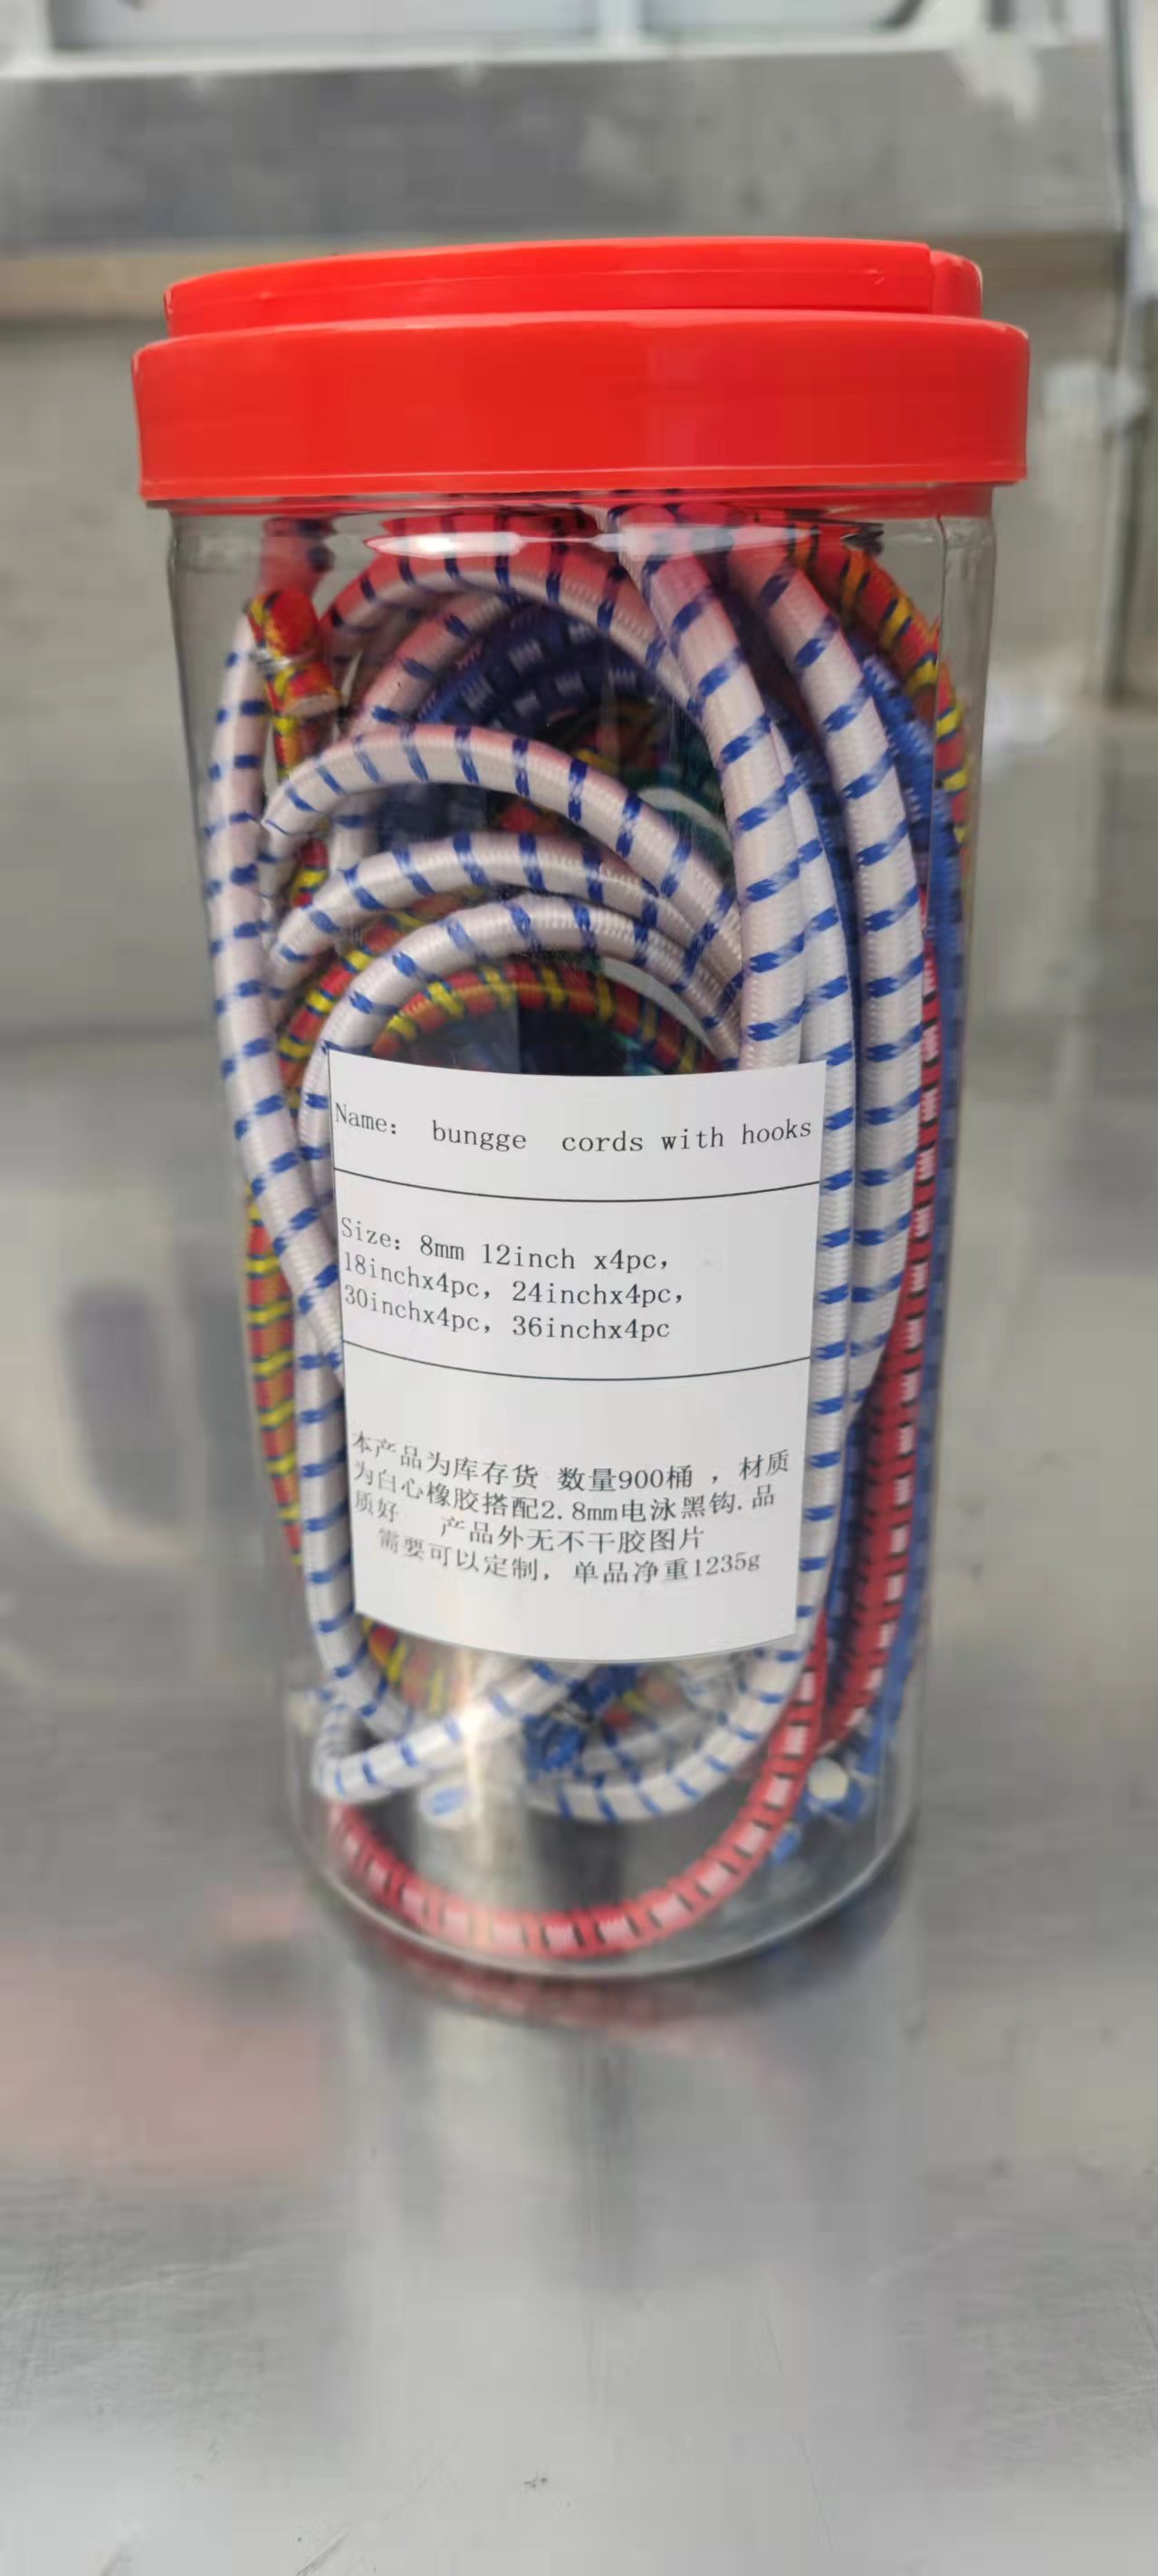 Name: bungge cords with hooks
Size: 8mm 12inch x4pc,
18inchx4pc, 24inchx4pc,
30inchx4pc, 36inchx4pc
本产品为库存货 数量900桶 ，材质
为白心橡胶搭配2.8mm电泳黑钩.品
质好 产品外无不干胶图片
需要可以定制，单品净重1235g